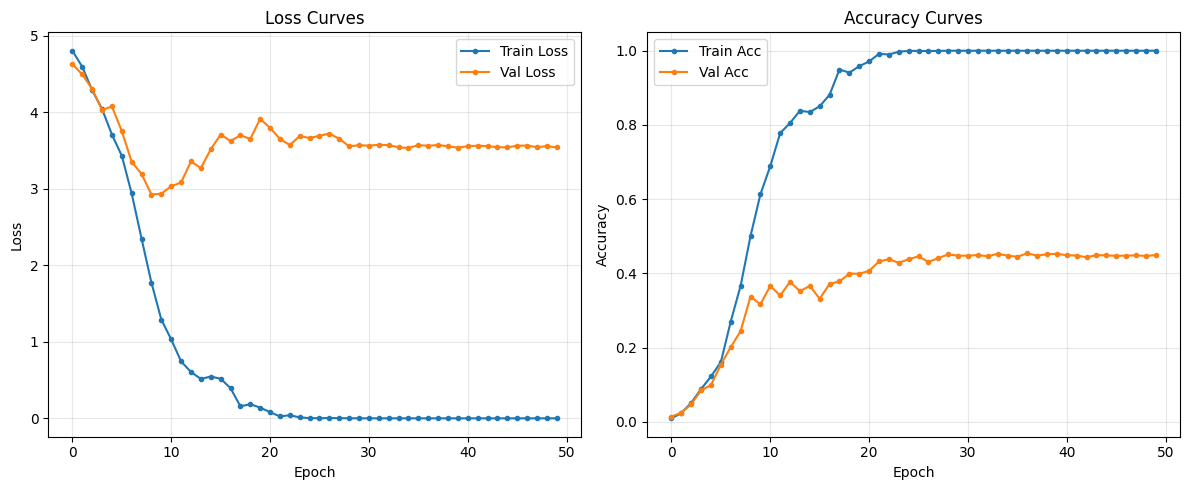 Loss Curves
Train Loss
Val Loss
5
4
3
2
1
0
Loss
0 10 20 30 40 50
Epoch
Accuracy Curves
Train Acc
Val Acc
1.0
0.8
0.6
0.4
0.2
0.0
Accuracy
0 10 20 30 40 50
Epoch